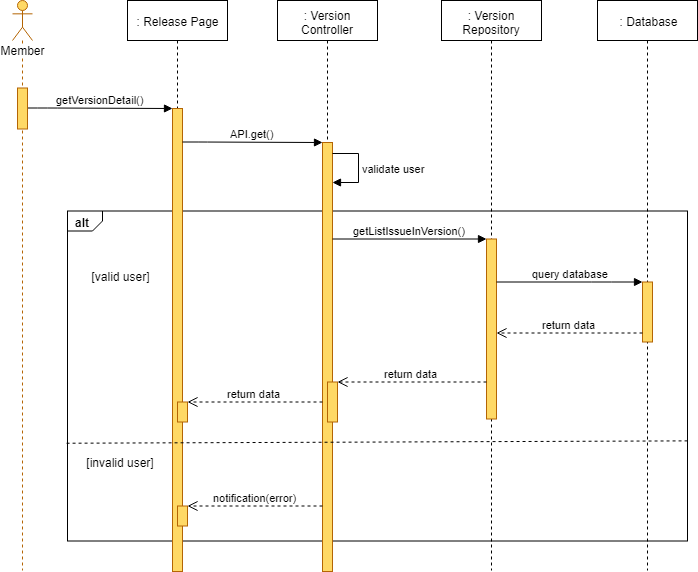 Member
: Release Page
: Version
Controller
: Version
Repository
: Database
getVersionDetail()
API.get()
validate user
alt
getListIssueInVersion()
[valid user]
query database
return data
return data
return data
[invalid user]
notification(error)